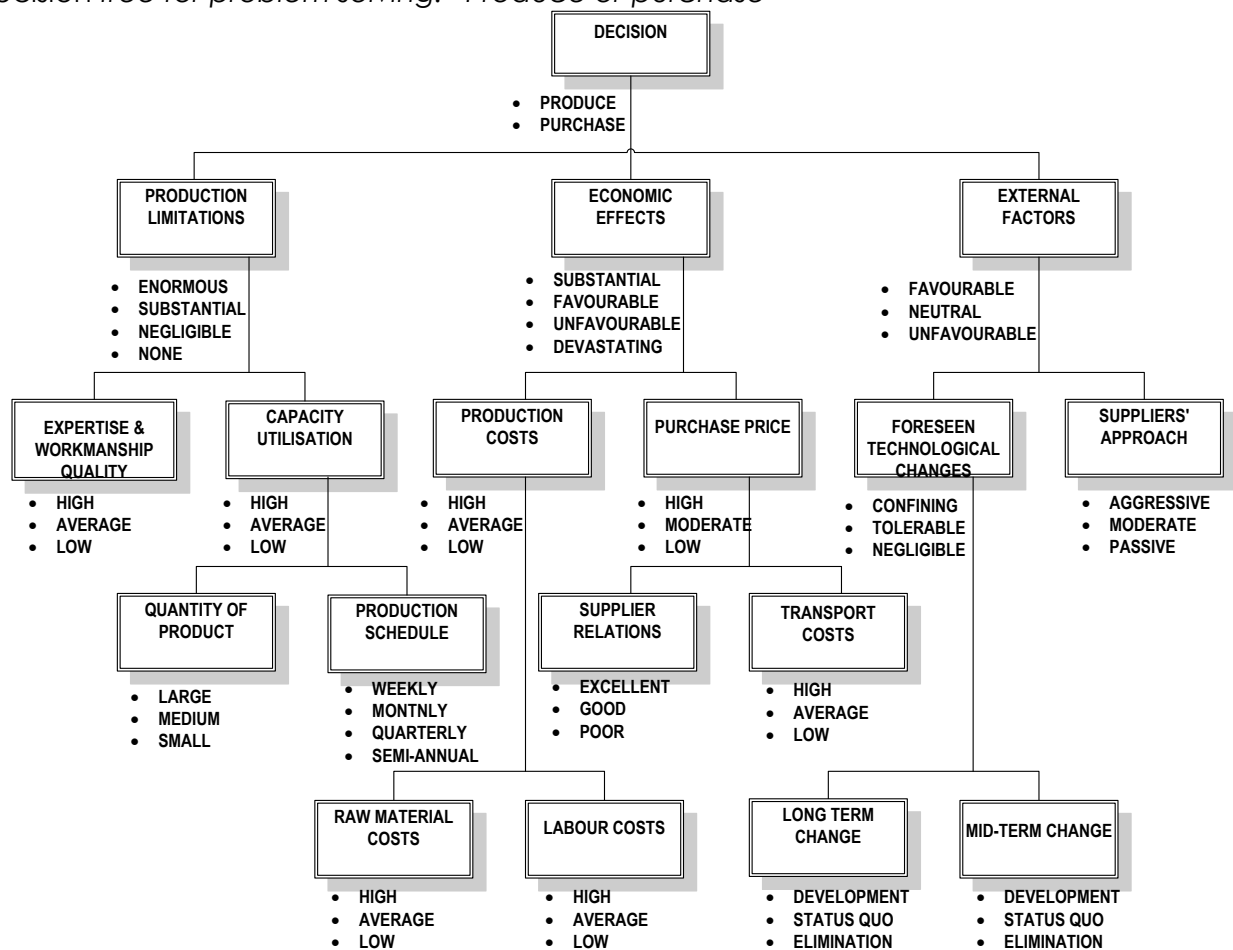 ecision tree for problem solving: "Produce or purchase"
DECISION
• PRODUCE
• PURCHASE
PRODUCTION
LIMITATIONS
• ENORMOUS
• SUBSTANTIAL
• NEGLIGIBLE
• NONE
ECONOMIC
EFFECTS
• SUBSTANTIAL
• FAVOURABLE
• UNFAVOURABLE
• DEVASTATING
EXTERNAL
FACTORS
• FAVOURABLE
• NEUTRAL
• UNFAVOURABLE
EXPERTISE &
WORKMANSHIP
QUALITY
• HIGH
• AVERAGE
• LOW
CAPACITY
UTILISATION
• HIGH
• AVERAGE
• LOW
PRODUCTION
COSTS
• HIGH
• AVERAGE
• LOW
PURCHASE PRICE
• HIGH
• MODERATE
• LOW
FORESEEN
TECHNOLOGICAL
CHANGES
• CONFINING
• TOLERABLE
• NEGLIGIBLE
SUPPLIERS'
APPROACH
• AGGRESSIVE
• MODERATE
• PASSIVE
QUANTITY OF
PRODUCT
• LARGE
• MEDIUM
• SMALL
PRODUCTION
SCHEDULE
• WEEKLY
• MONTNLY
• QUARTERLY
• SEMI-ANNUAL
SUPPLIER
RELATIONS
• EXCELLENT
• GOOD
• POOR
TRANSPORT
COSTS
• HIGH
• AVERAGE
• LOW
RAW MATERIAL
COSTS
• HIGH
• AVERAGE
• LOW
LABOUR COSTS
• HIGH
• AVERAGE
• LOW
LONG TERM
CHANGE
• DEVELOPMENT
• STATUS QUO
• ELIMINATION
MID-TERM CHANGE
• DEVELOPMENT
• STATUS QUO
• ELIMINATION